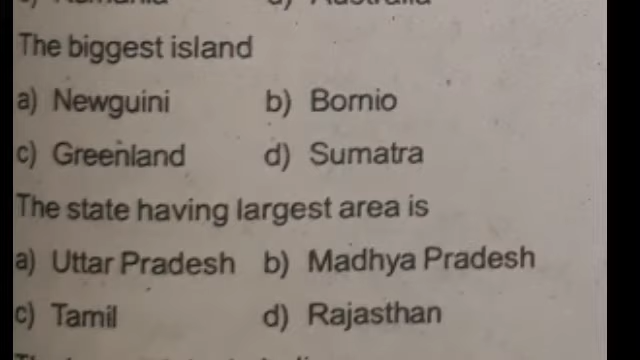 The biggest island
a) Newguini b) Bornio
c) Greenland d) Sumatra
The state having largest area is
a) Uttar Pradesh b) Madhya Pradesh
c) Tamil d) Rajasthan